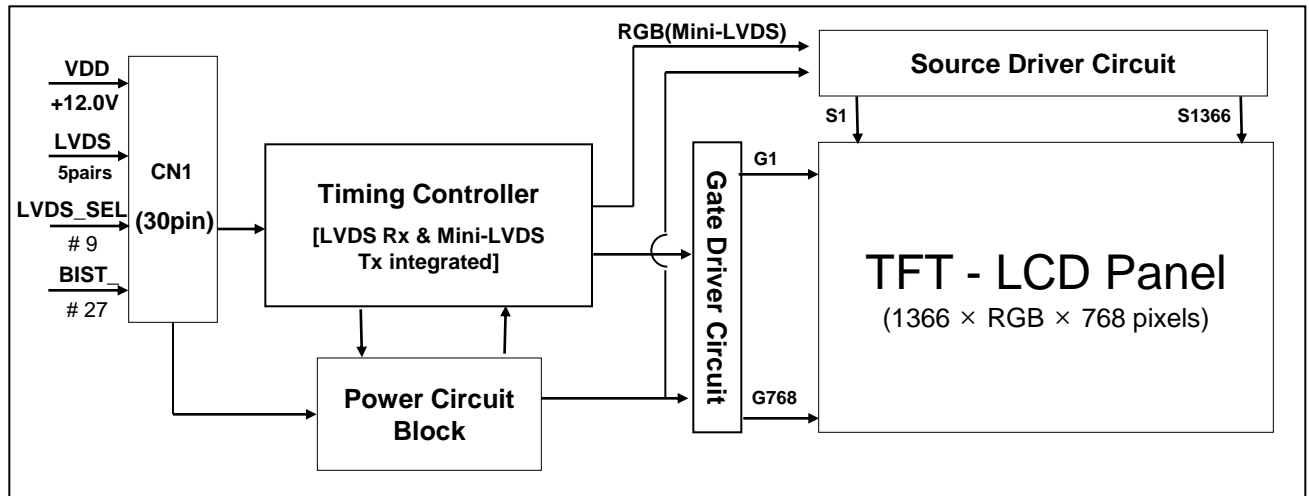 VDD
+12.0V
LVDS
5pairs
LVDS_SEL
# 9
BIST_
# 27
CN1
(30pin)
Timing Controller
[LVDS Rx & Mini-LVDS
Tx integrated]
Power Circuit
Block
RGB(Mini-LVDS)
Source Driver Circuit
S1
S1366
Gate Driver Circuit
G1
G768
TFT - LCD Panel
(1366 × RGB × 768 pixels)